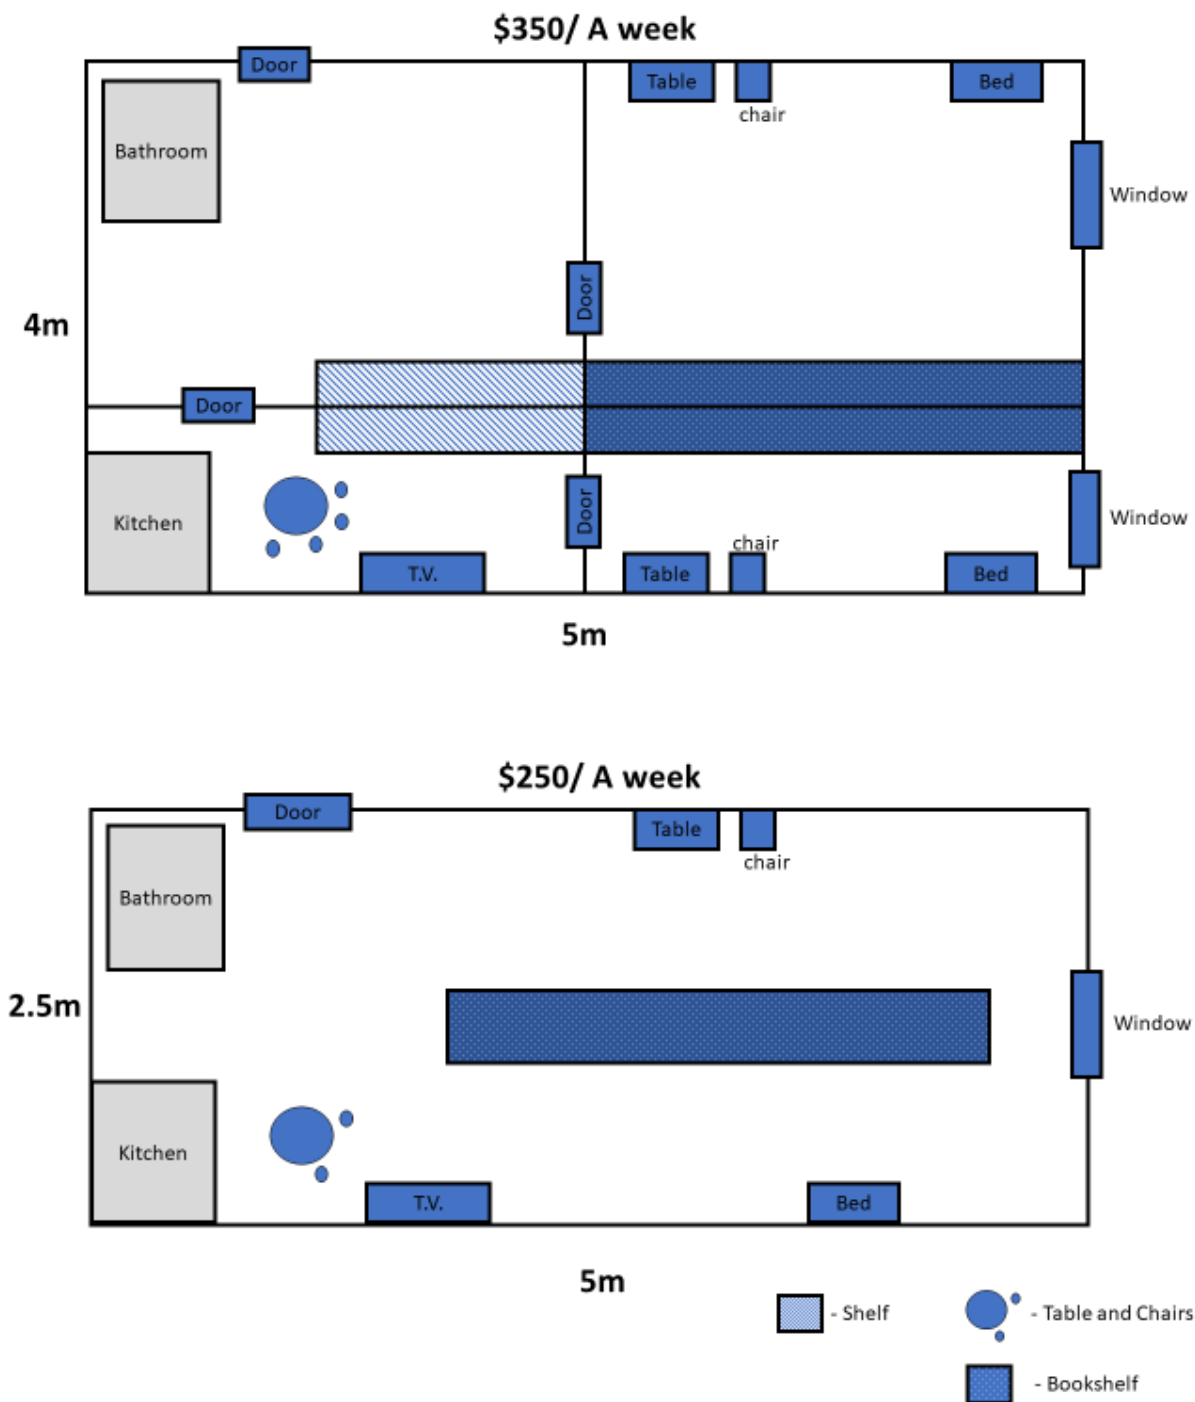 $350/ A week
Door
Table
chair
Bed
Bathroom
Window
Door
4m
Door
Kitchen
Door
Window
chair
T.V.
Table
Bed
5m
$250/ A week
Door
Table
chair
Bathroom
2.5m
Window
Kitchen
T.V.
Bed
5m
- Shelf
- Table and Chairs
- Bookshelf